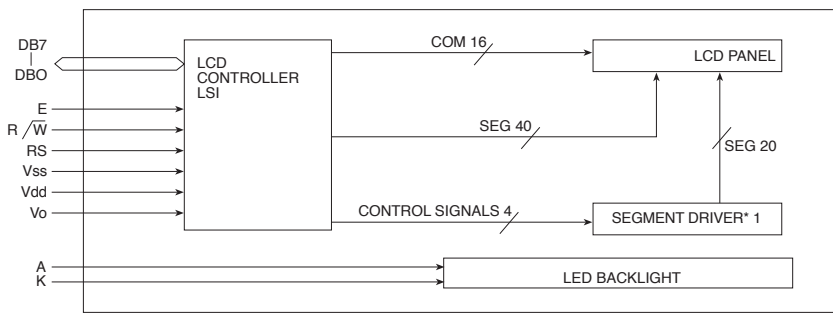 DB7
DBO
E
R / W
RS
Vss
Vdd
Vo
A
K
LCD
CONTROLLER
LSI
COM 16
SEG 40
CONTROL SIGNALS 4
LCD PANEL
SEG 20
SEGMENT DRIVER* 1
LED BACKLIGHT